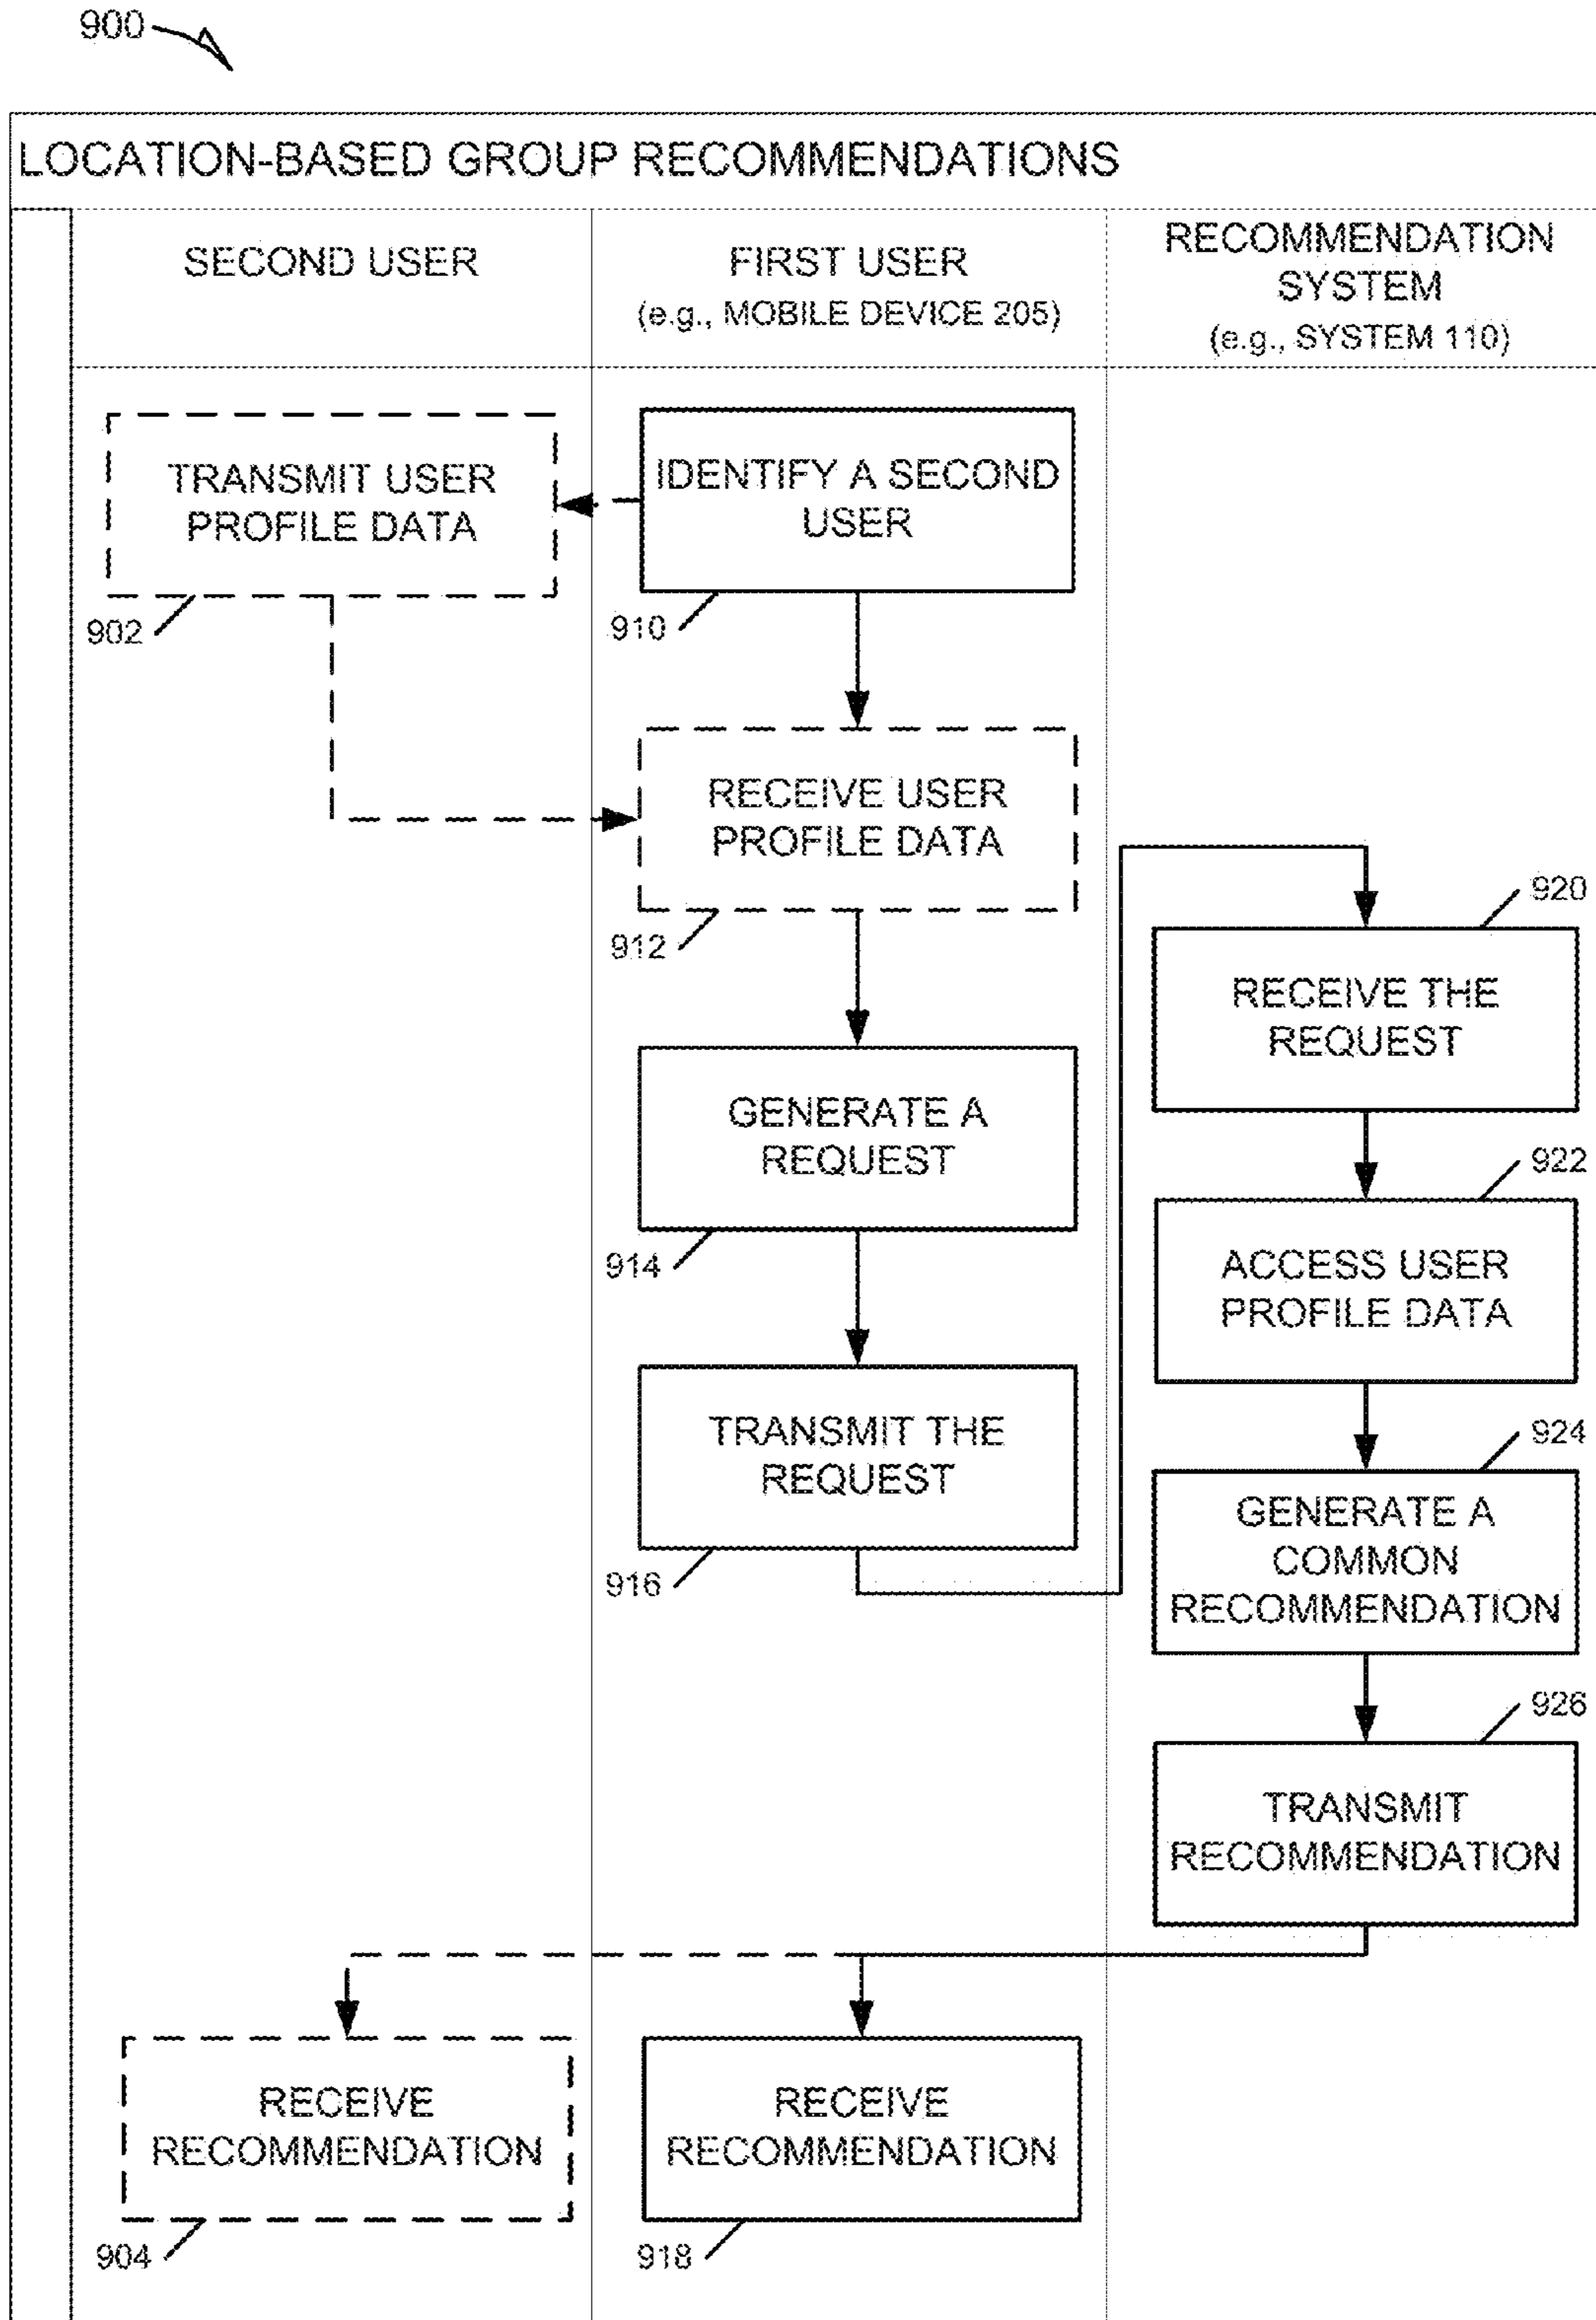 900
LOCATION-BASED GROUP RECOMMENDATIONS
SECOND USER
FIRST USER
(e.g., MOBILE DEVICE 205)
RECOMMENDATION
SYSTEM
(e.g., SYSTEM 110)
TRANSMIT USER
PROFILE DATA
902
IDENTIFY A SECOND
USER
910
RECEIVE USER
PROFILE DATA
912
GENERATE A
REQUEST
914
TRANSMIT THE
REQUEST
916
920
RECEIVE THE
REQUEST
922
ACCESS USER
PROFILE DATA
924
GENERATE A
COMMON
RECOMMENDATION
926
TRANSMIT
RECOMMENDATION
RECEIVE
RECOMMENDATION
904
RECEIVE
RECOMMENDATION
918